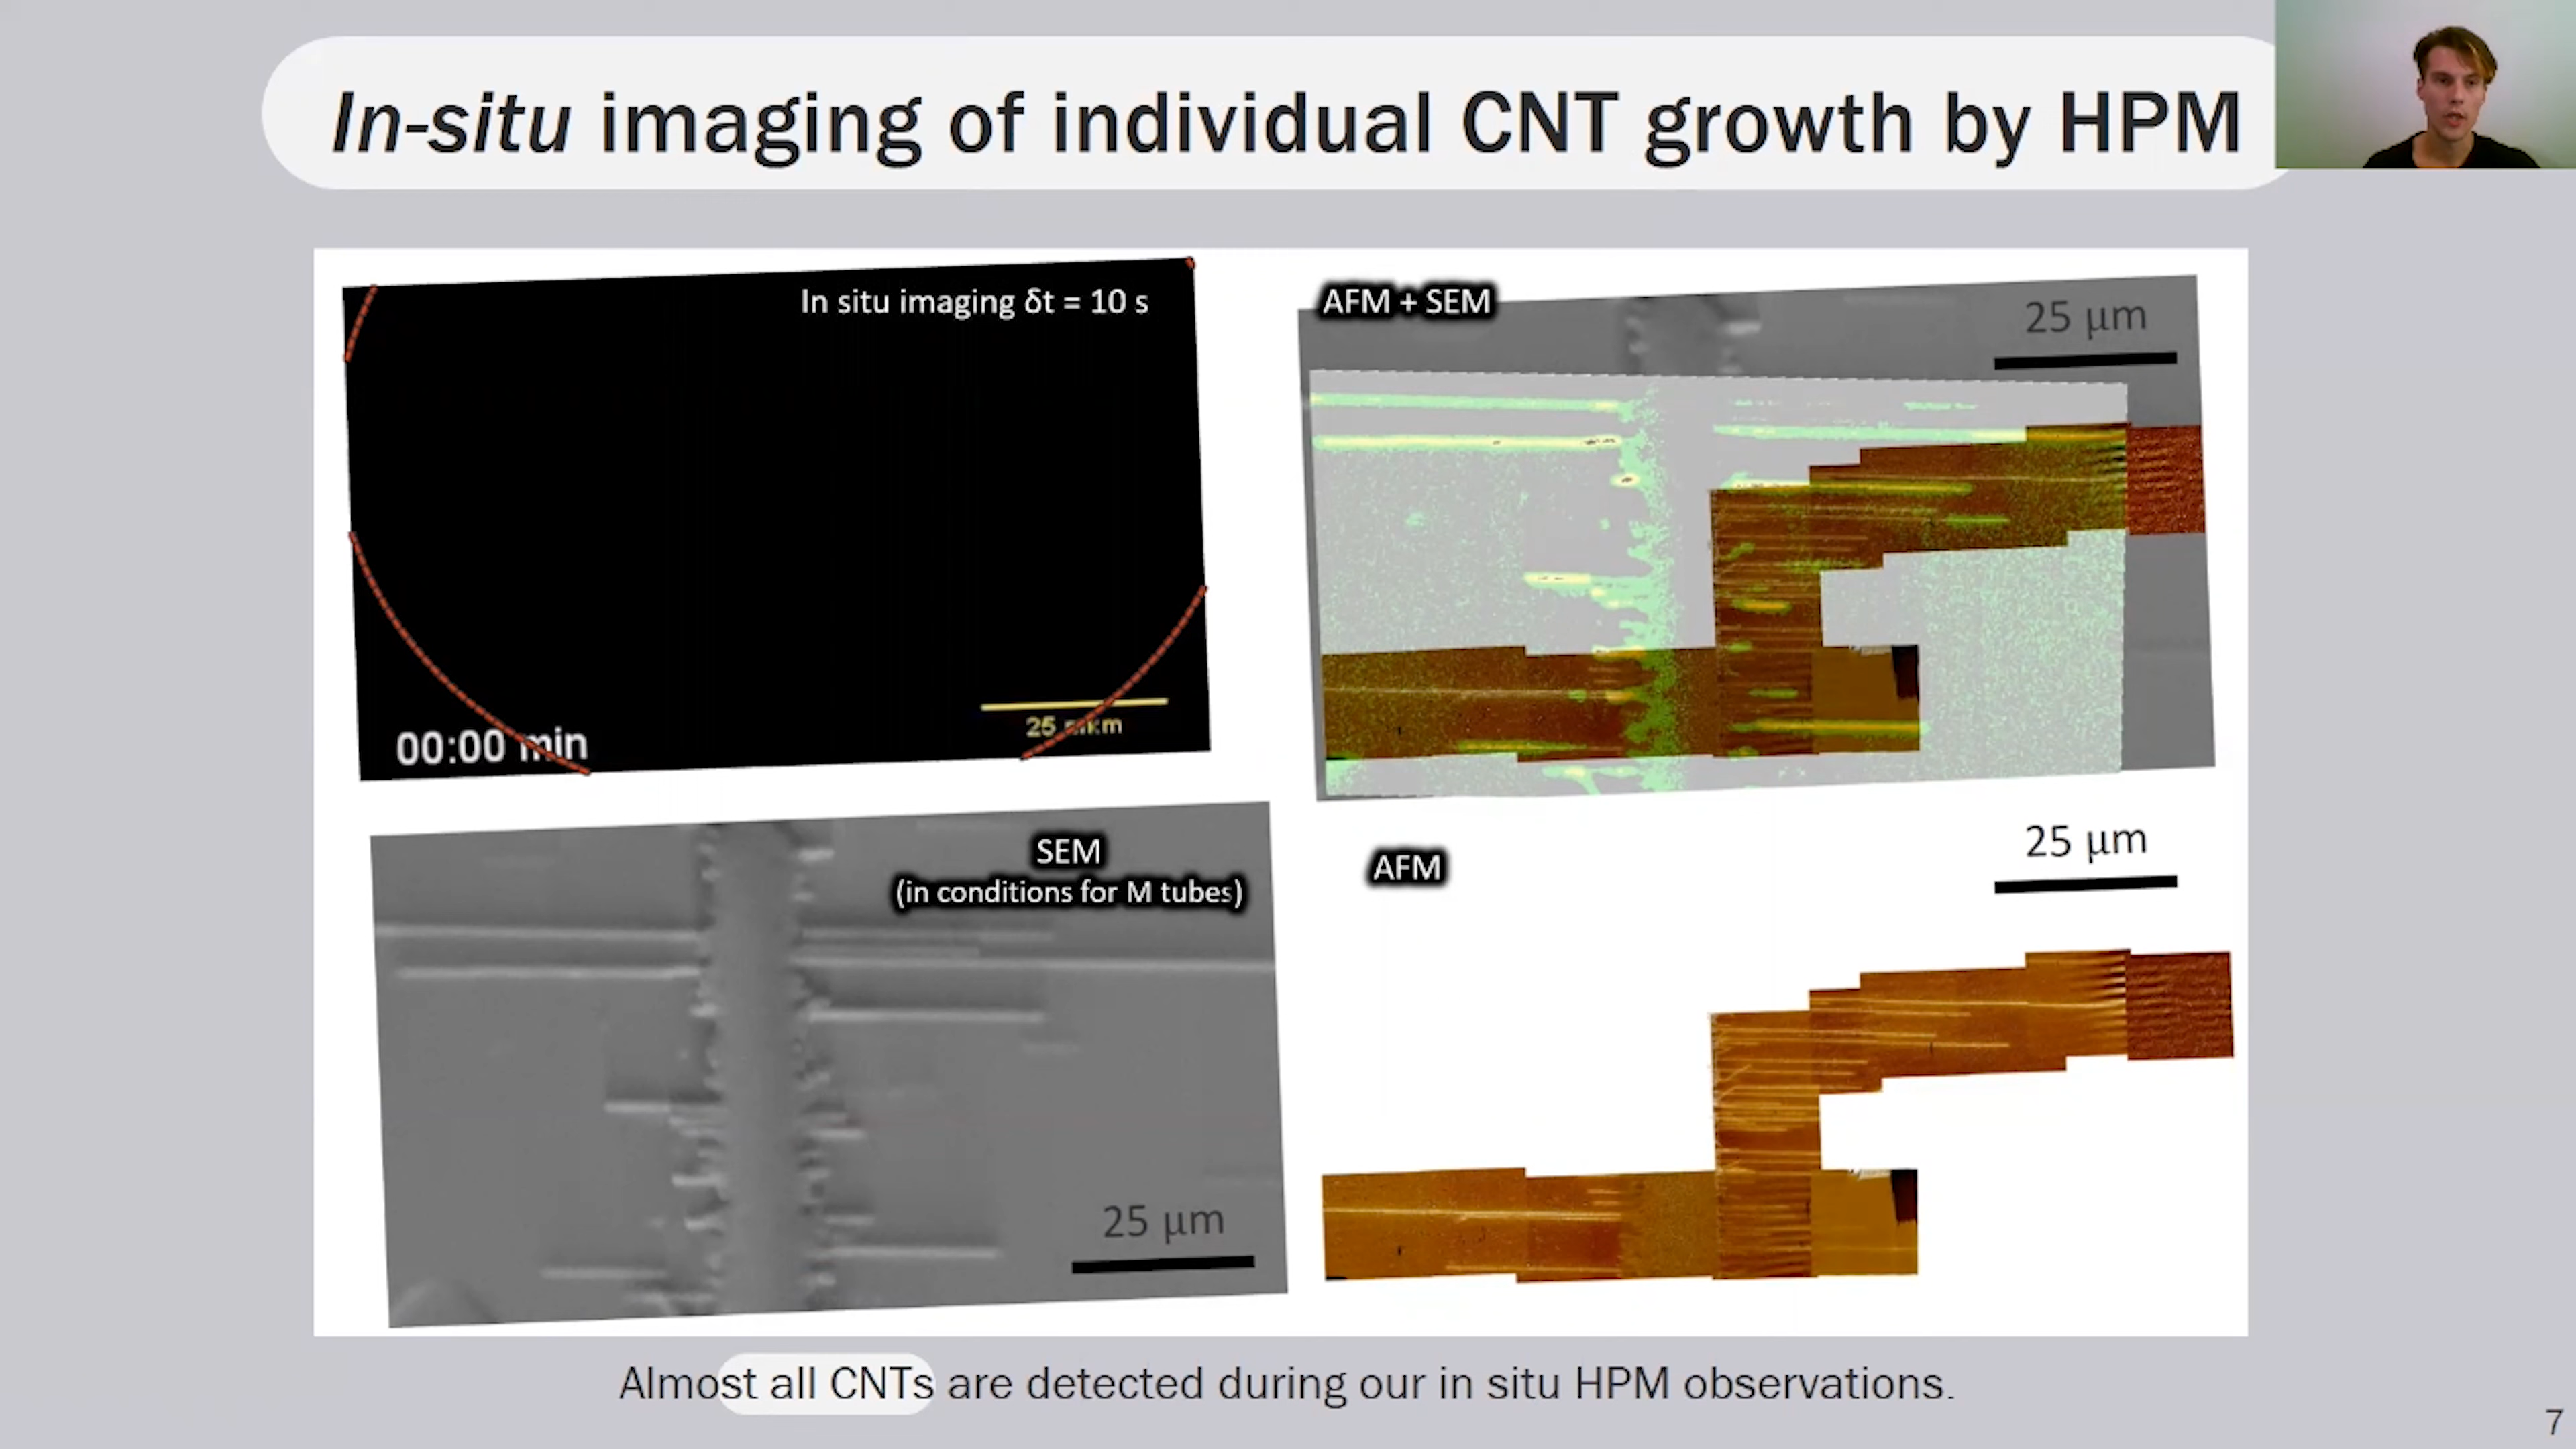 In-situ imaging of individual CNT growth by HPM
In situ imaging δt = 10 s
25 mkm
00:00 min
AFM + SEM
25 μm
SEM
(in conditions for M tubes)
25 μm
AFM
25 μm
Almost all CNTs are detected during our in situ HPM observations.
7